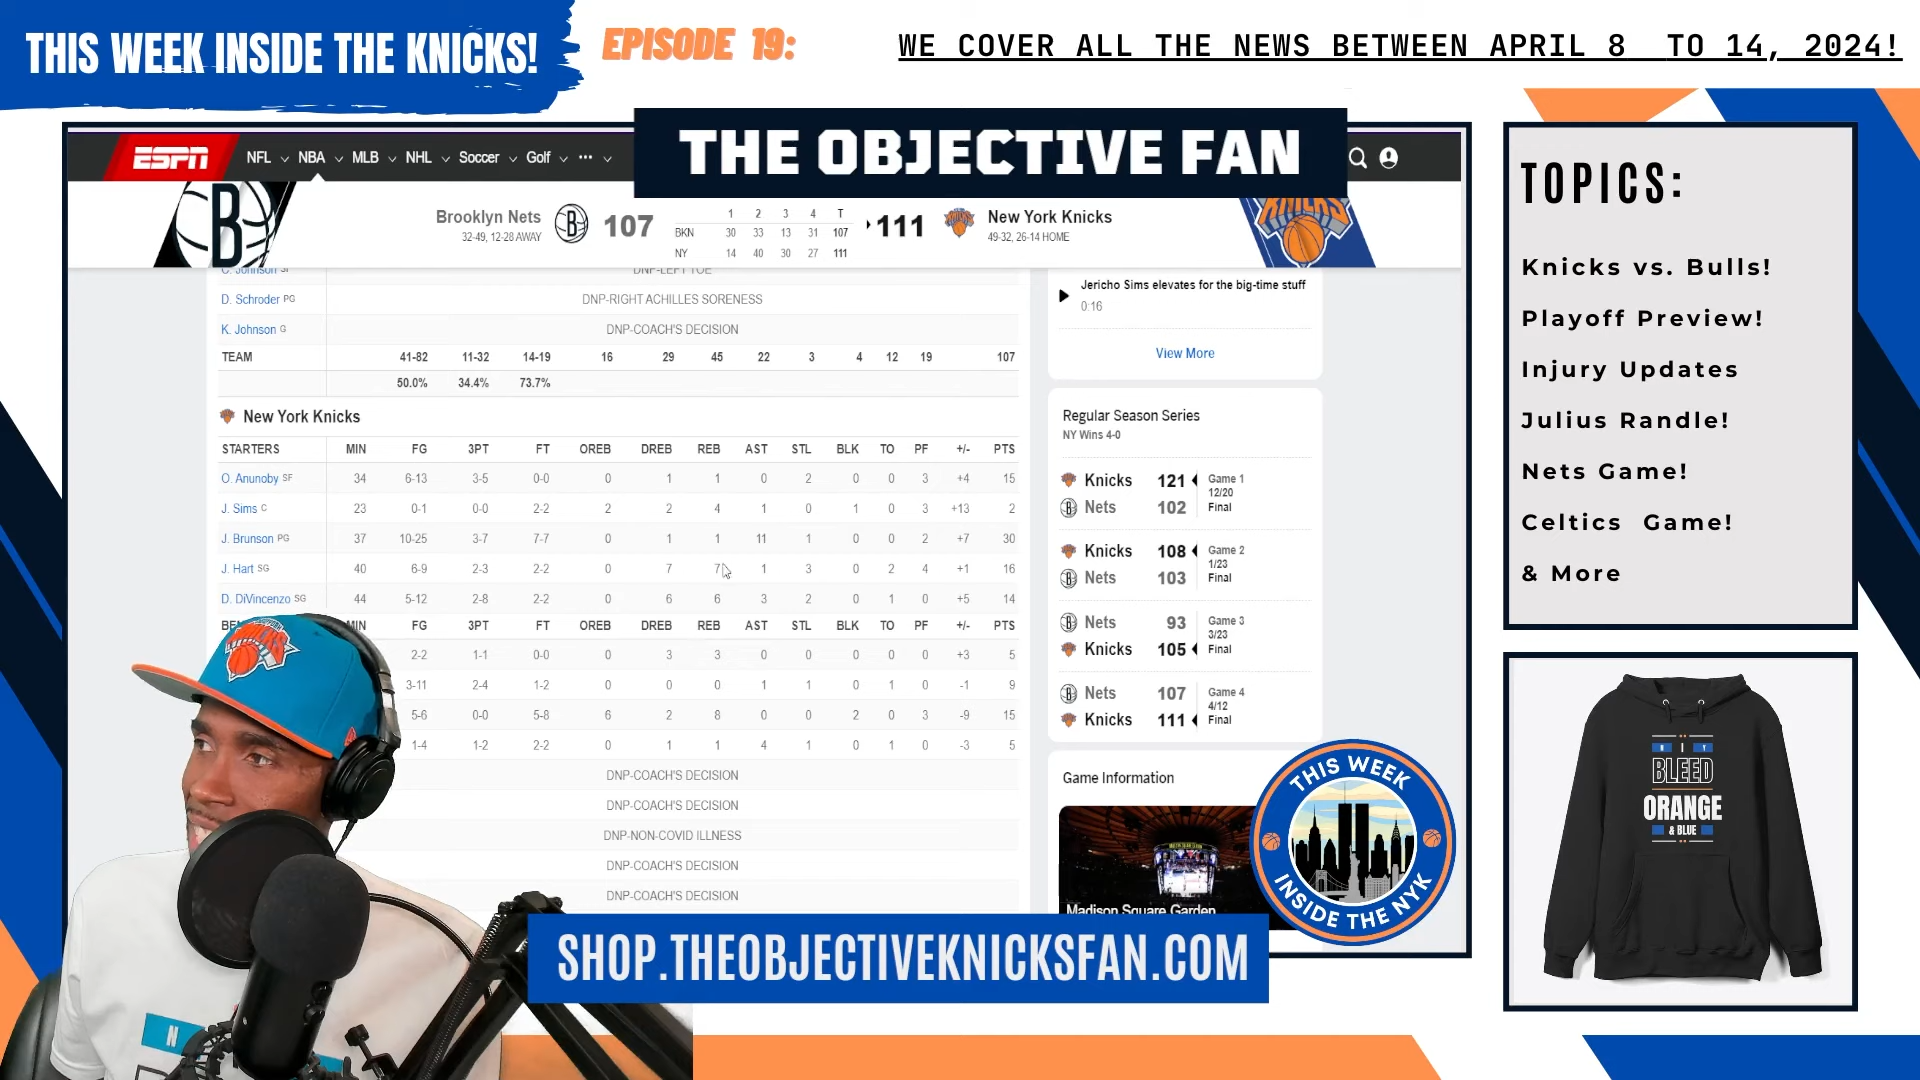 THIS WEEK INSIDE THE KNICKS!
EPISODE 19:
WE COVER ALL THE NEWS BETWEEN APRIL 8 TO 14, 2024!
THE OBJECTIVE FAN
ESPN
NFL NBA MLB NHL Soccer Golf ...
B
Brooklyn Nets
32-49, 12-28 AWAY
B
107
1 2 3 4 T
BKN 30 33 13 31 107
NY 14 40 30 27 111
111
New York Knicks
49-32, 26-14 HOME
KNICKS
C. Johnson SF DNP-LEFT TOE
D. Schroder PG DNP-RIGHT ACHILLES SORENESS
K. Johnson G DNP-COACH'S DECISION
TEAM 41-82 11-32 14-19 16 29 45 22 3 4 12 19 107
50.0% 34.4% 73.7%
New York Knicks
STARTERS MIN FG 3PT FT OREB DREB REB AST STL BLK TO PF +/- PTS
O. Anunoby SF 34 6-13 3-5 0-0 0 1 1 0 2 0 0 3 +4 15
J. Sims C 23 0-1 0-0 2-2 2 2 4 1 0 1 0 3 +13 2
J. Brunson PG 37 10-25 3-7 7-7 0 1 1 11 1 0 0 2 +7 30
J. Hart SG 40 6-9 2-3 2-2 0 7 7 1 3 0 2 4 +1 16
D. DiVincenzo SG 44 5-12 2-8 2-2 0 6 6 3 2 0 1 0 +5 14
MIN FG 3PT FT OREB DREB REB AST STL BLK TO PF +/- PTS
2-2 1-1 0-0 0 3 3 0 0 0 0 0 +3 5
3-11 2-4 1-2 0 0 0 1 1 0 1 0 -1 9
5-6 0-0 5-8 6 2 8 0 0 2 0 3 -9 15
1-4 1-2 2-2 0 1 1 4 1 0 1 0 -3 5
DNP-COACH'S DECISION
DNP-COACH'S DECISION
DNP-NON-COVID ILLNESS
DNP-COACH'S DECISION
DNP-COACH'S DECISION
Jericho Sims elevates for the big-time stuff
0:16
View More
Regular Season Series
NY Wins 4-0
Knicks 121 Game 1
12/20
Nets 102 Final
Knicks 108 Game 2
1/23
Nets 103 Final
Nets 93 Game 3
3/23
Knicks 105 Final
Nets 107 Game 4
4/12
Knicks 111 Final
Game Information
Madison Square Garden
THIS WEEK
INSIDE THE NYK
KNICKS
N
SHOP.THEOBJECTIVEKNICKSFAN.COM
TOPICS:
Knicks vs. Bulls!
Playoff Preview!
Injury Updates
Julius Randle!
Nets Game!
Celtics Game!
& More
N I Y
BLEED
ORANGE
& BLUE